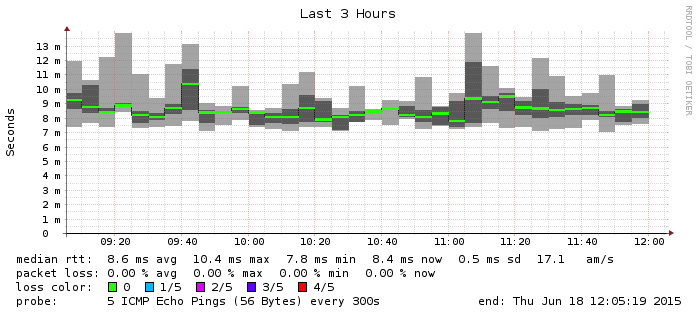 Last 3 Hours
RRDTOOL / TOBI OETIKER
Seconds
13 m
12 m
11 m
10 m
9 m
8 m
7 m
6 m
5 m
4 m
3 m
2 m
1 m
0
09:20 09:40 10:00 10:20 10:40 11:00 11:20 11:40 12:00
median rtt: 8.6 ms avg 10.4 ms max 7.8 ms min 8.4 ms now 0.5 ms sd 17.1 am/s
packet loss: 0.00 % avg 0.00 % max 0.00 % min 0.00 % now
loss color: 0 1/5 2/5 3/5 4/5
probe: 5 ICMP Echo Pings (56 Bytes) every 300s end: Thu Jun 18 12:05:19 2015